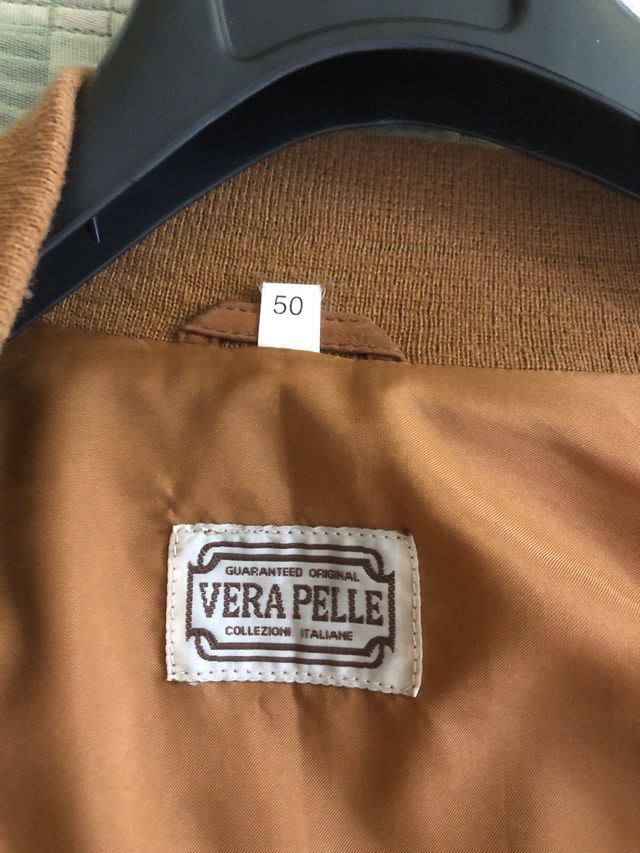 50
GUARANTEED ORIGINAL
VERA PELLE
COLLEZIONI ITALIANE